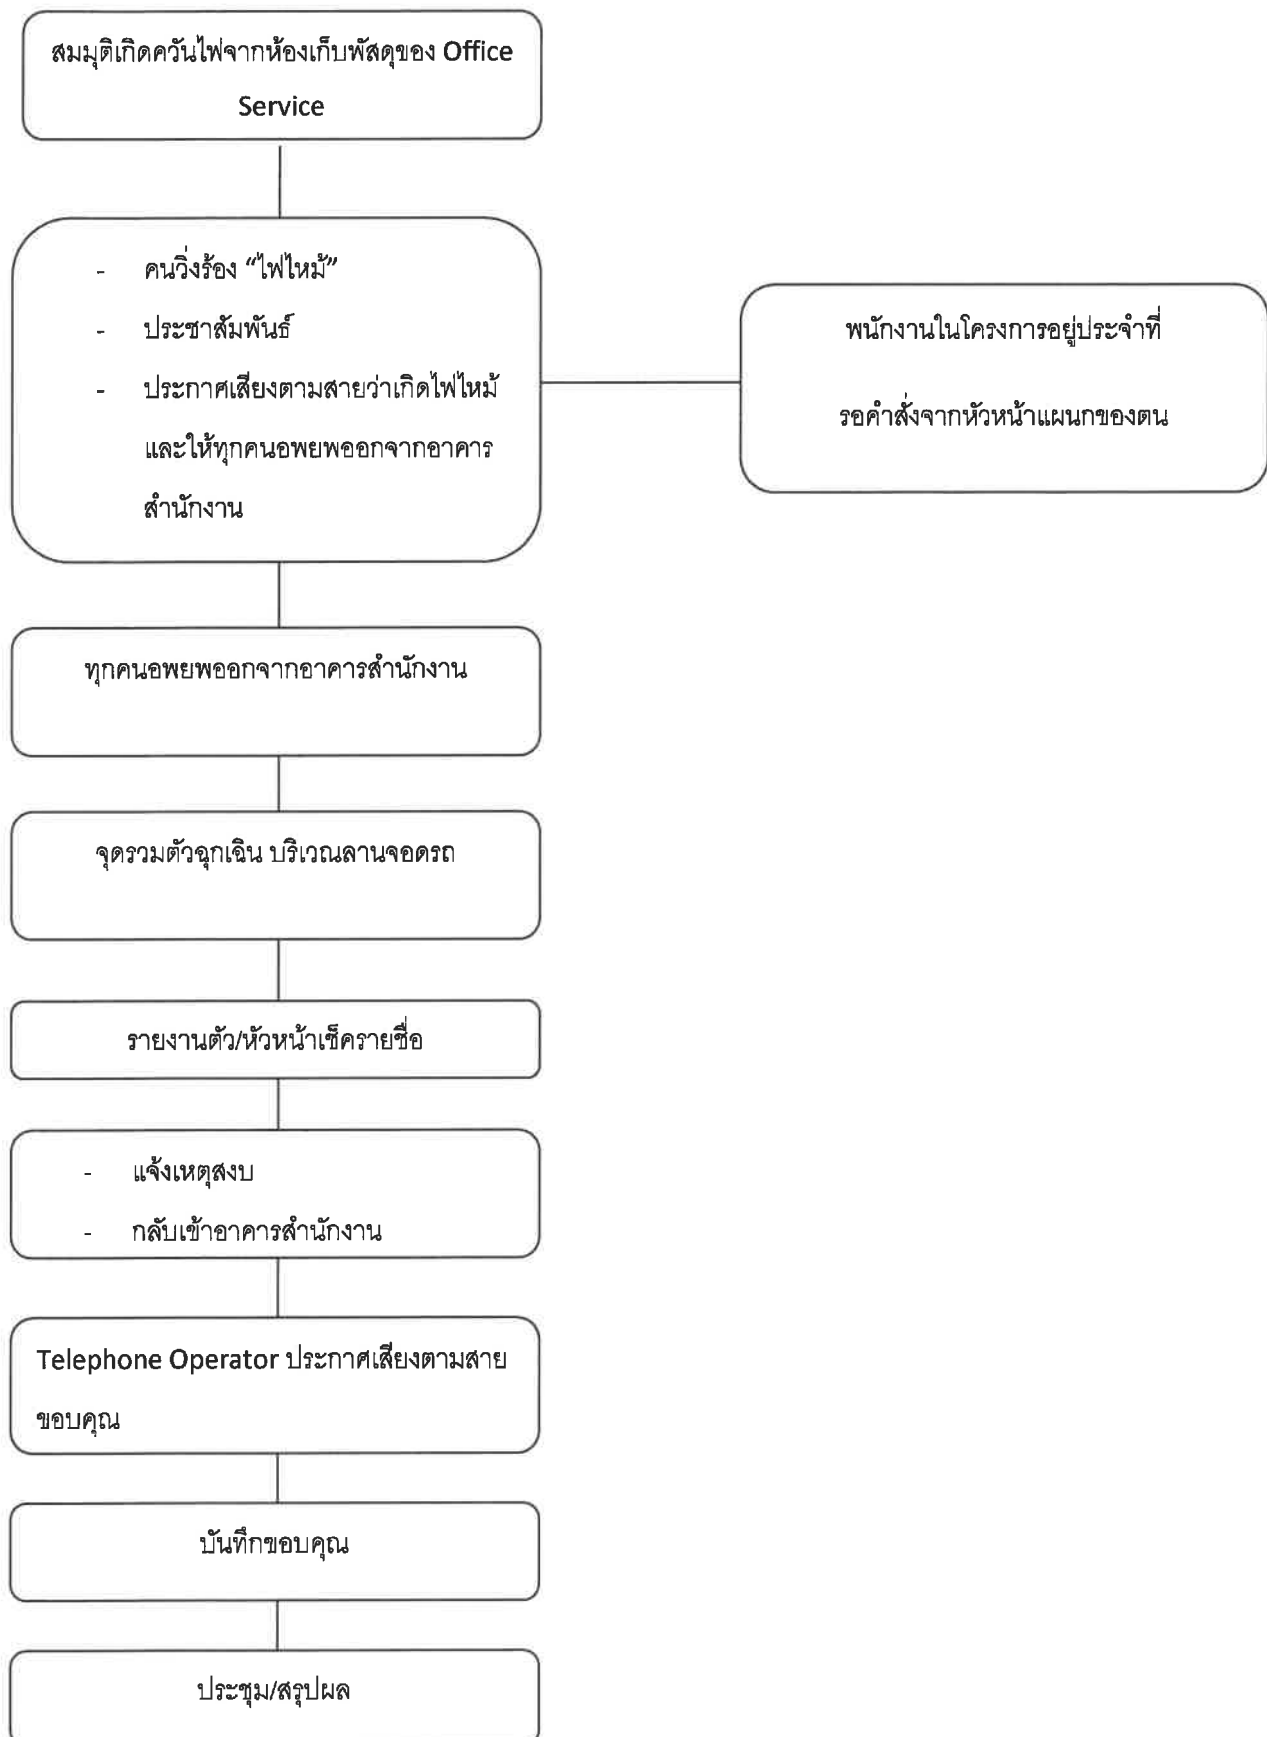 สมมุติเกิดควันไฟจากห้องเก็บพัสดุของ Office
Service
- คนวิ่งร้อง “ไฟไหม้”
- ประชาสัมพันธ์
- ประกาศเสียงตามสายว่าเกิดไฟไหม้
และให้ทุกคนอพยพออกจากอาคาร
สำนักงาน
พนักงานในโครงการอยู่ประจำที่
รอคำสั่งจากหัวหน้าแผนกของตน
ทุกคนอพยพออกจากอาคารสำนักงาน
จุดรวมตัวฉุกเฉิน บริเวณลานจอดรถ
รายงานตัว/หัวหน้าเช็ครายชื่อ
- แจ้งเหตุสงบ
- กลับเข้าอาคารสำนักงาน
Telephone Operator ประกาศเสียงตามสาย
ขอบคุณ
บันทึกขอบคุณ
ประชุม/สรุปผล